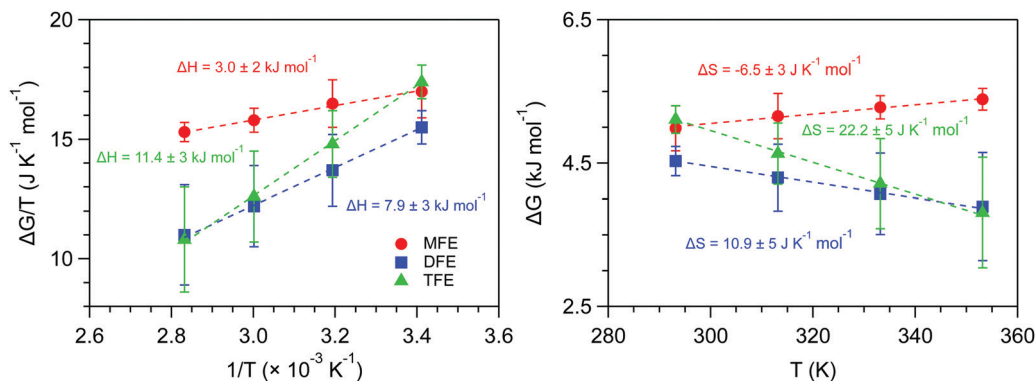 20
15
10
ΔG/T (J K⁻¹ mol⁻¹)
ΔH = 3.0 ± 2 kJ mol⁻¹
ΔH = 11.4 ± 3 kJ mol⁻¹
ΔH = 7.9 ± 3 kJ mol⁻¹
MFE
DFE
TFE
2.6 2.8 3.0 3.2 3.4 3.6
1/T (× 10⁻³ K⁻¹)
6.5
4.5
2.5
ΔG (kJ mol⁻¹)
ΔS = -6.5 ± 3 J K⁻¹ mol⁻¹
ΔS = 22.2 ± 5 J K⁻¹ mol⁻¹
ΔS = 10.9 ± 5 J K⁻¹ mol⁻¹
280 300 320 340 360
T (K)